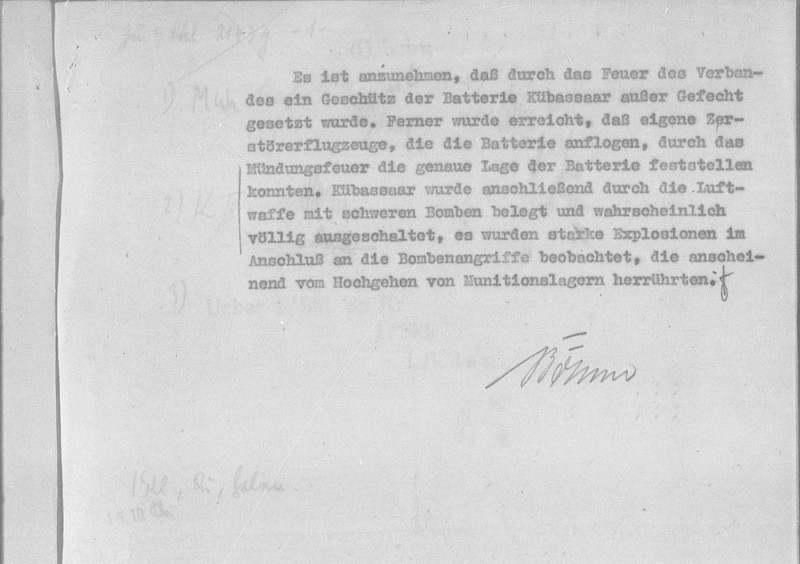 Es ist anzunehmen, daß durch das Feuer des Verban-
des ein Geschütz der Batterie Kübassaar außer Gefecht
gesetzt wurde. Ferner wurde erreicht, daß eigene Zer-
störerflugzeuge, die die Batterie anflogen, durch das
Mündungsfeuer die genaue Lage der Batterie feststellen
konnten. Kübassaar wurde anschließend durch die Luft-
waffe mit schweren Bomben belegt und wahrscheinlich
völlig ausgeschaltet, es wurden starke Explosionen im
Anschluß an die Bombenangriffe beobachtet, die anschei-
nend vom Hochgehen von Munitionslagern herrührten.